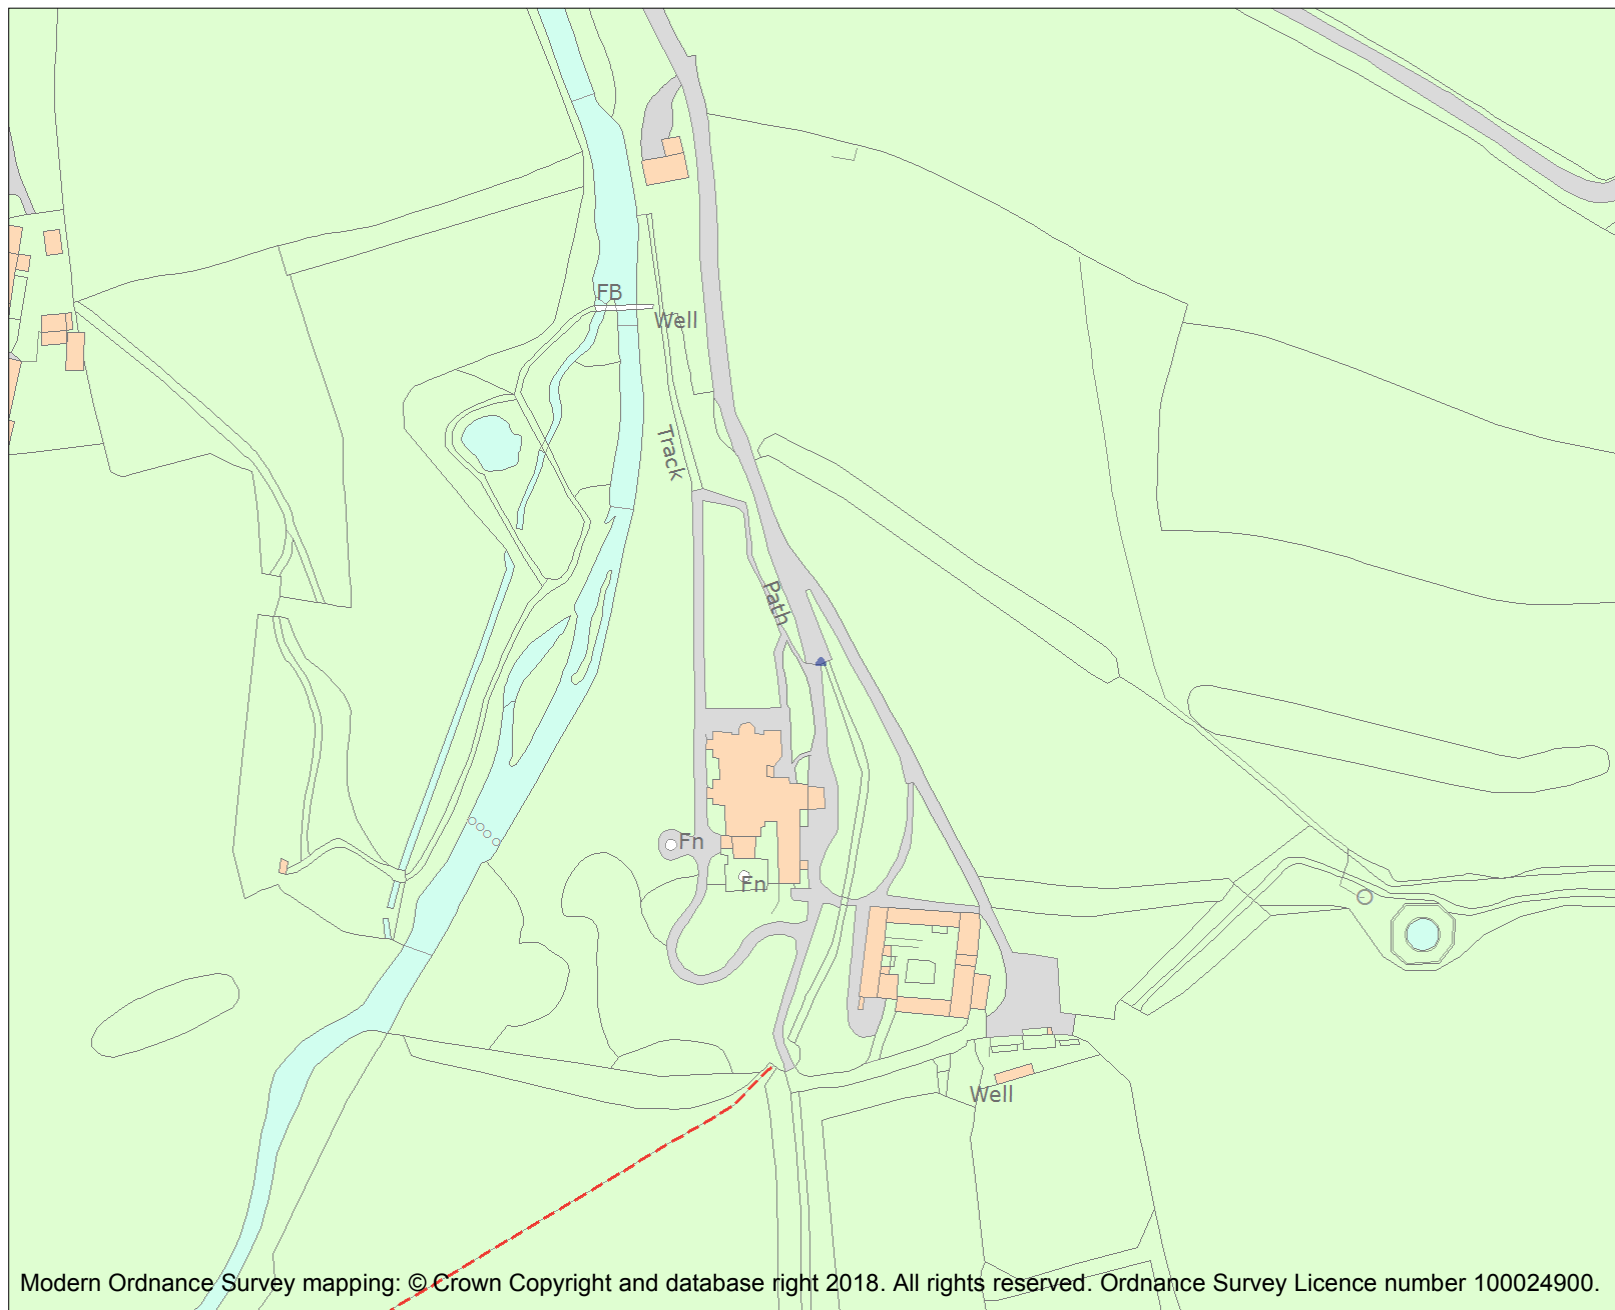 FB
Well
Track
Path
Fn
Fn
Well
Modern Ordnance Survey mapping: © Crown Copyright and database right 2018. All rights reserved. Ordnance Survey Licence number 100024900.